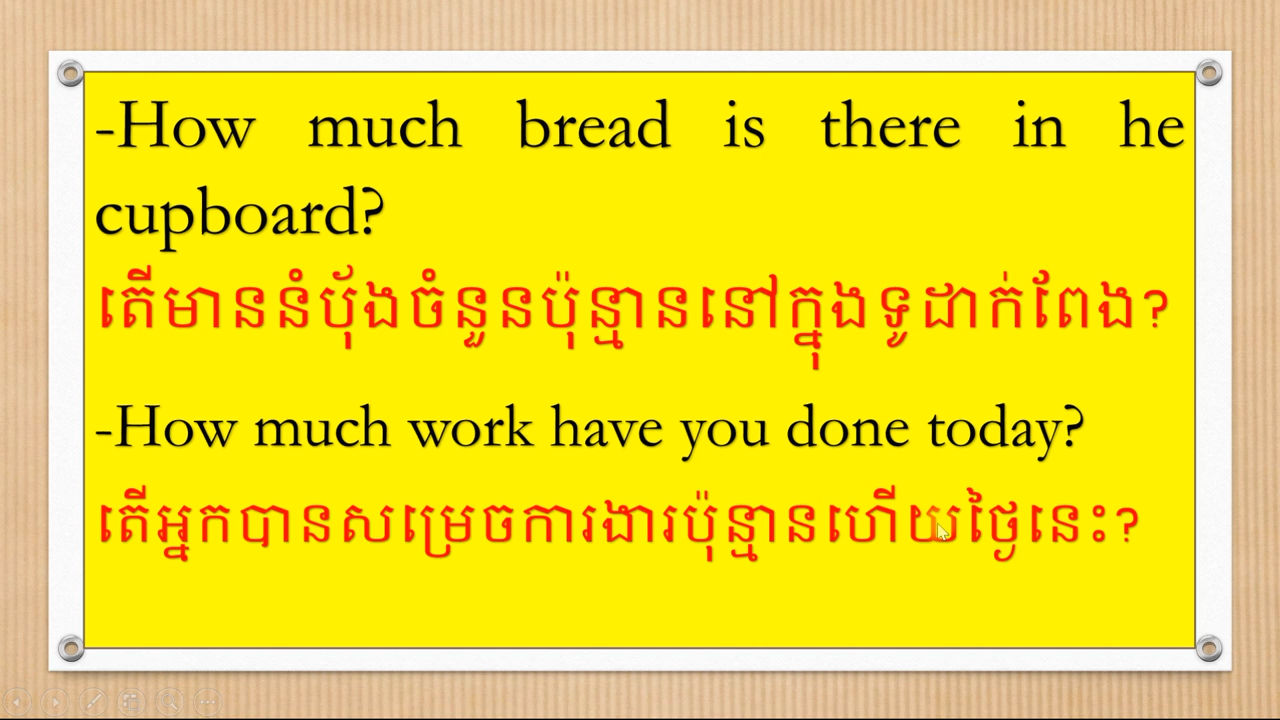 -How much bread is there in he
cupboard?
តើមាននំប៉័ងចំនួនប៉ុន្មាននៅក្នុងទូដាក់ពែង?
-How much work have you done today?
តើអ្នកបានសម្រេចការងារប៉ុន្មានហើយថ្ងៃនេះ?